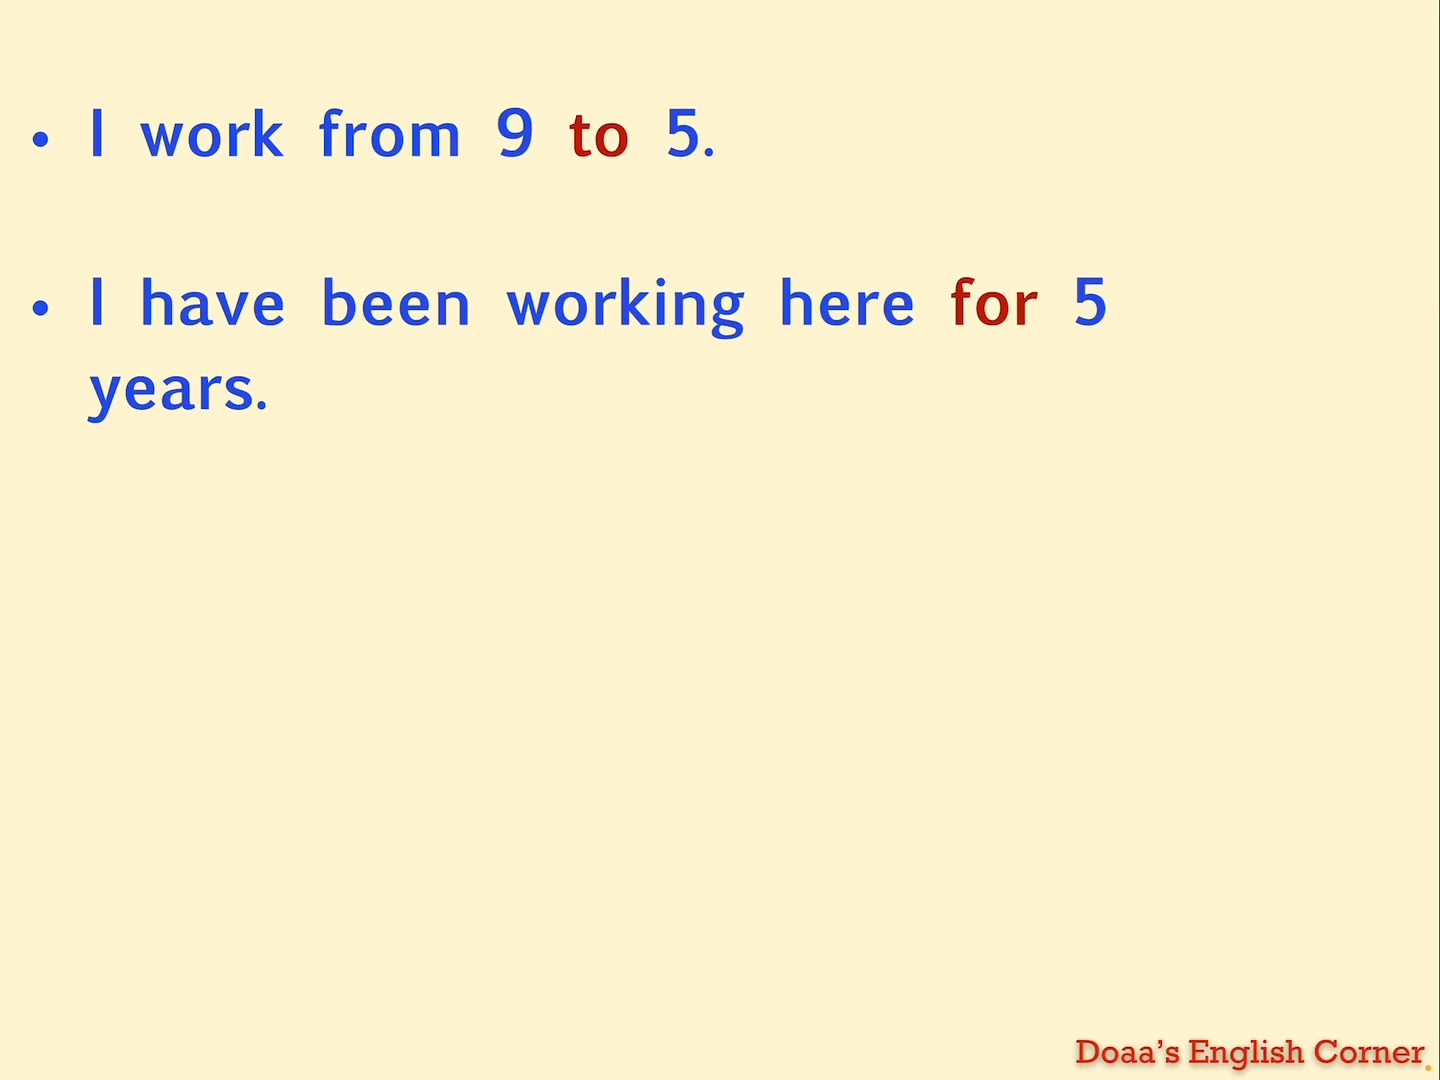 • I work from 9 to 5.
• I have been working here for 5
years.
Doaa's English Corner.